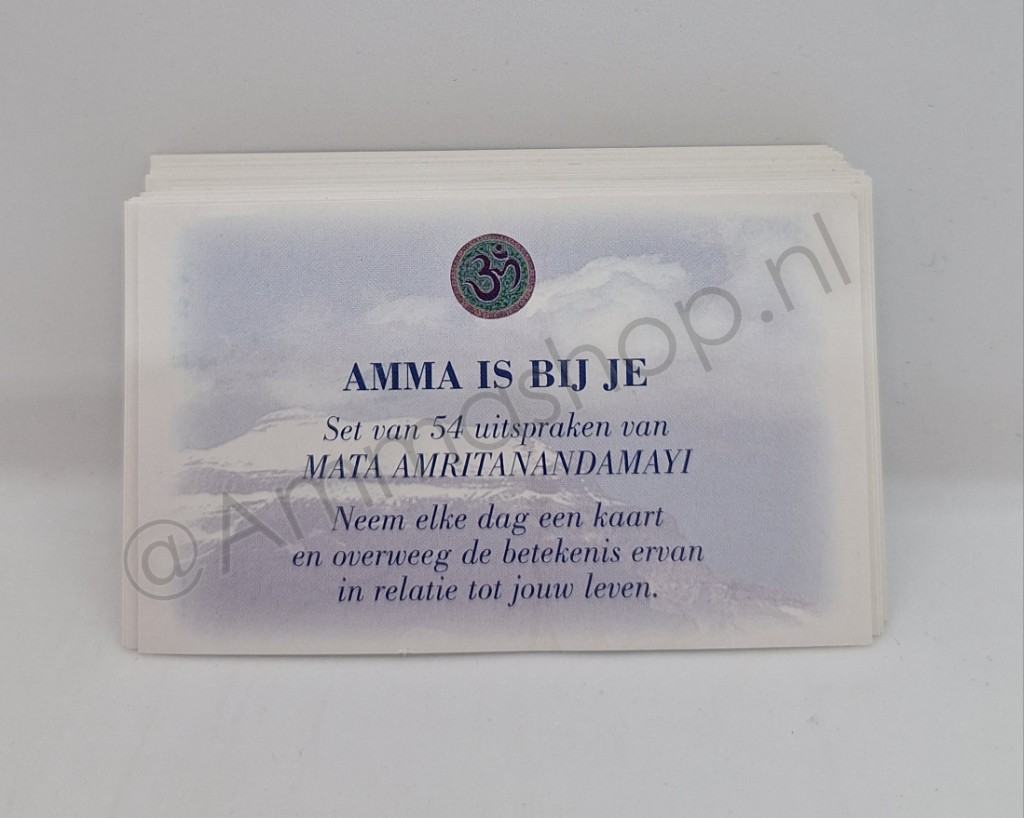 ॐ
AMMA IS BIJ JE
Set van 54 uitspraken van
MATA AMRITANANDAMAYI
Neem elke dag een kaart
en overweeg de betekenis ervan
in relatie tot jouw leven.
@Ammashop.nl